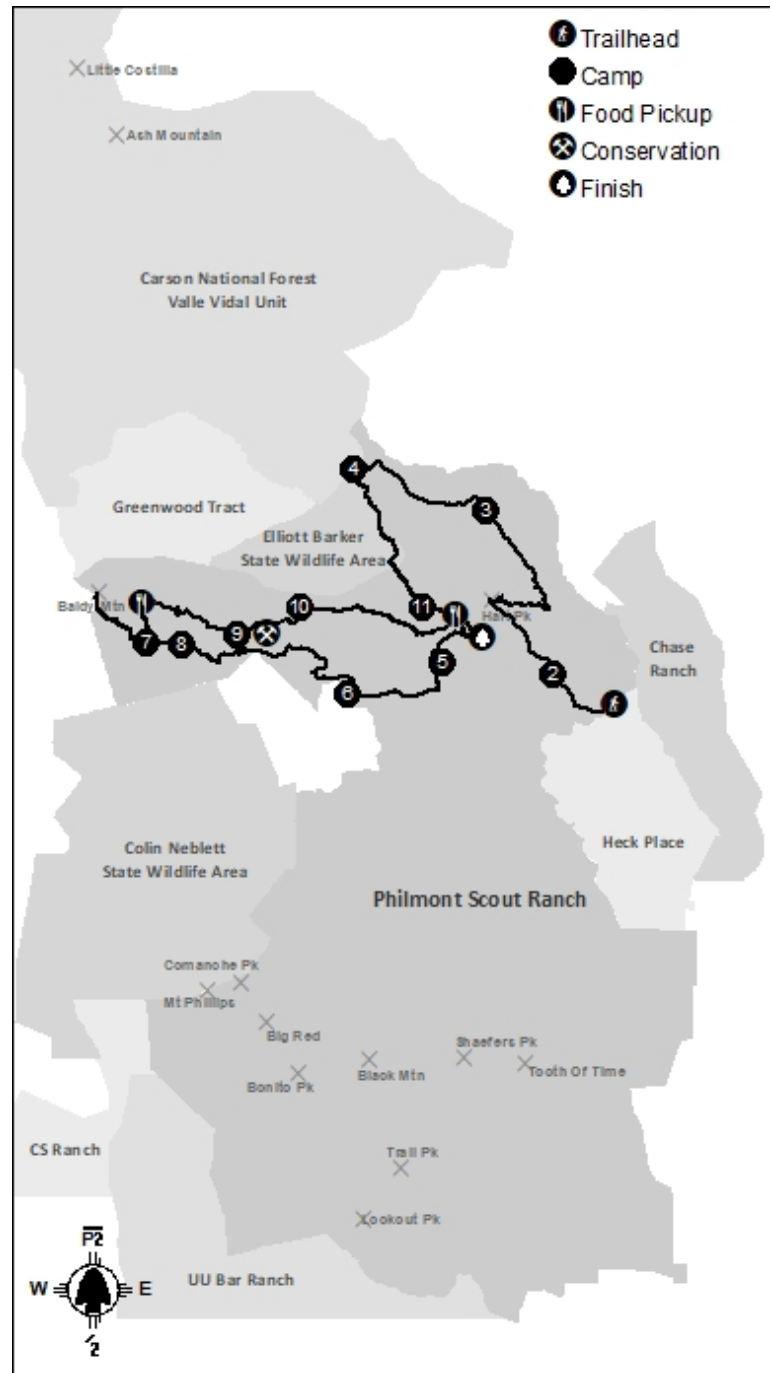 Trailhead
Camp
Food Pickup
Conservation
Finish
Little Costilla
Ash Mountain
Carson National Forest
Valle Vidal Unit
4
Greenwood Tract
3
Elliott Barker
State Wildlife Area
Baldy Mtn
10
11
Hart Pk
7
8
9
5
2
6
Chase
Ranch
Colin Neblett
State Wildlife Area
Heck Place
Philmont Scout Ranch
Comanche Pk
Mt Phillips
Big Red
Bonito Pk
Black Mtn
Shaefers Pk
Tooth Of Time
CS Ranch
Trail Pk
Lookout Pk
UU Bar Ranch
W
E